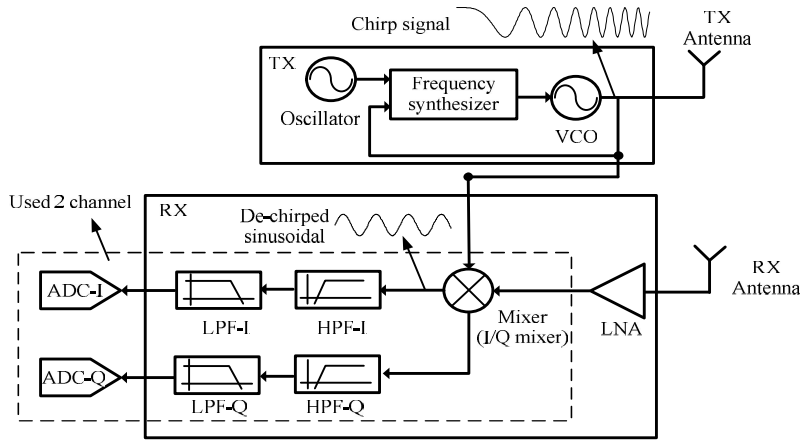 Chirp signal
TX
Antenna
TX
Oscillator
Frequency
synthesizer
VCO
Used 2 channel
RX
De-chirped
sinusoidal
RX
Antenna
ADC-I
LPF-I
HPF-I
Mixer
(I/Q mixer)
LNA
ADC-Q
LPF-Q
HPF-Q